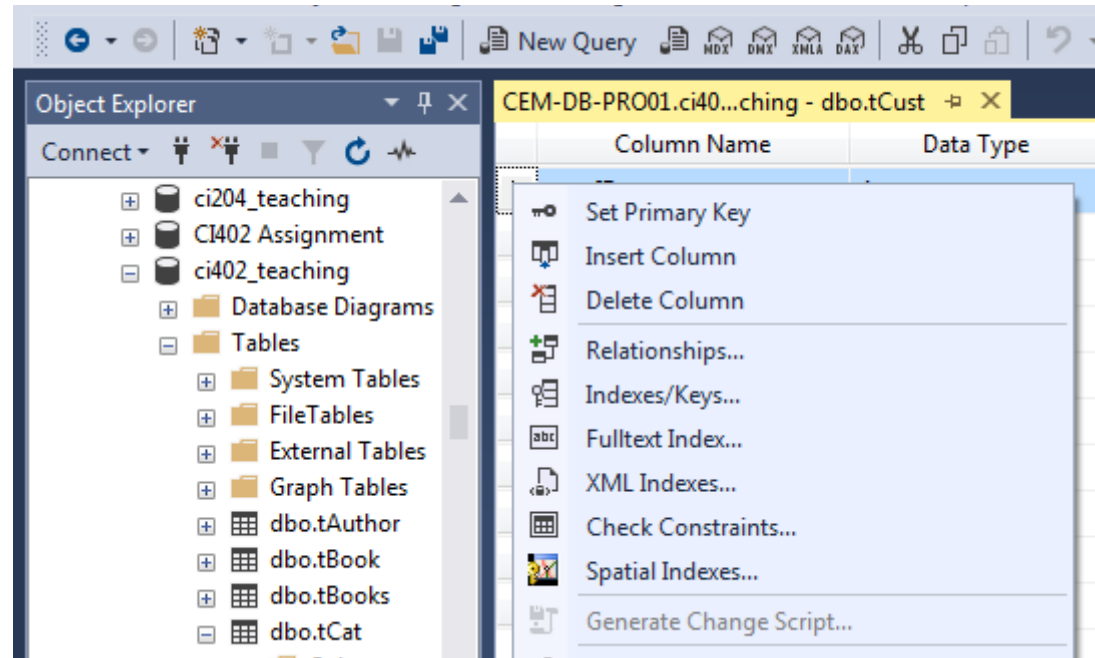 New Query
MDX DMX XMLA DAX
Object Explorer
Connect
ci204_teaching
CI402 Assignment
ci402_teaching
Database Diagrams
Tables
System Tables
FileTables
External Tables
Graph Tables
dbo.tAuthor
dbo.tBook
dbo.tBooks
dbo.tCat
CEM-DB-PRO01.ci40...ching - dbo.tCust
Column Name Data Type
Set Primary Key
Insert Column
Delete Column
Relationships...
Indexes/Keys...
abc Fulltext Index...
XML Indexes...
Check Constraints...
Spatial Indexes...
Generate Change Script...